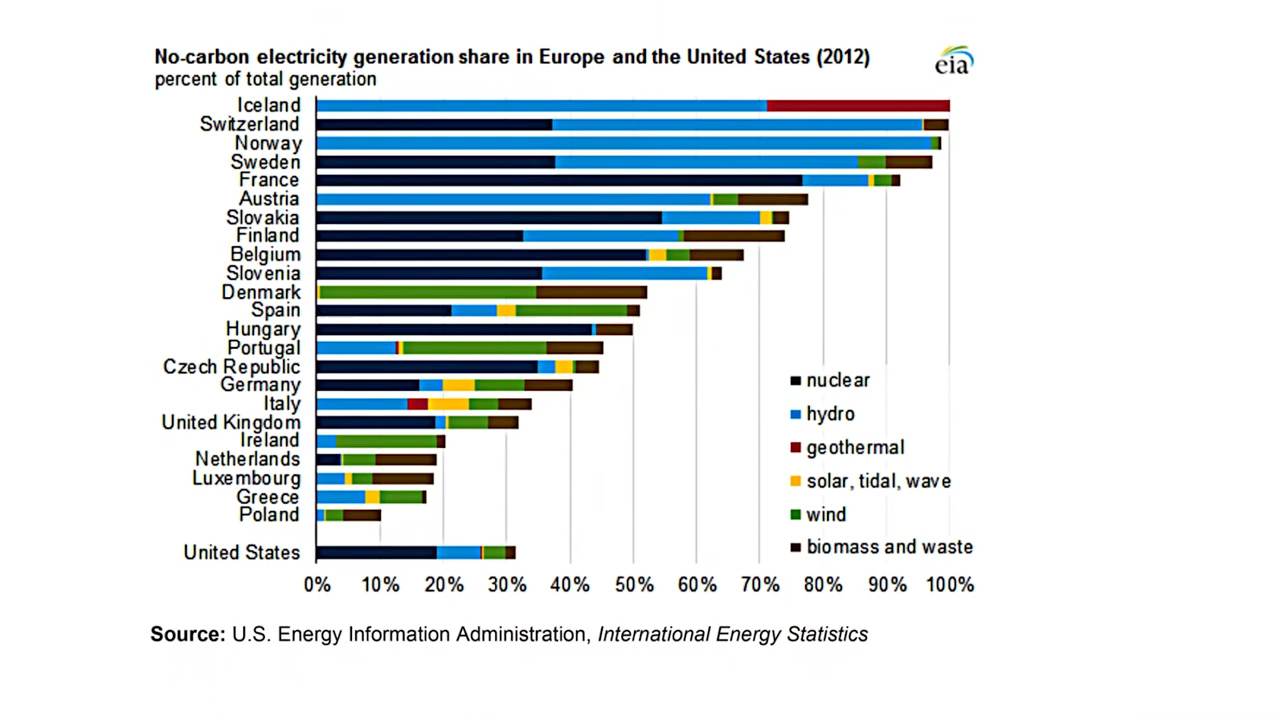 No-carbon electricity generation share in Europe and the United States (2012)
percent of total generation
eia
Iceland
Switzerland
Norway
Sweden
France
Austria
Slovakia
Finland
Belgium
Slovenia
Denmark
Spain
Hungary
Portugal
Czech Republic
Germany
Italy
United Kingdom
Ireland
Netherlands
Luxembourg
Greece
Poland
United States
nuclear
hydro
geothermal
solar, tidal, wave
wind
biomass and waste
0% 10% 20% 30% 40% 50% 60% 70% 80% 90% 100%
Source: U.S. Energy Information Administration, International Energy Statistics